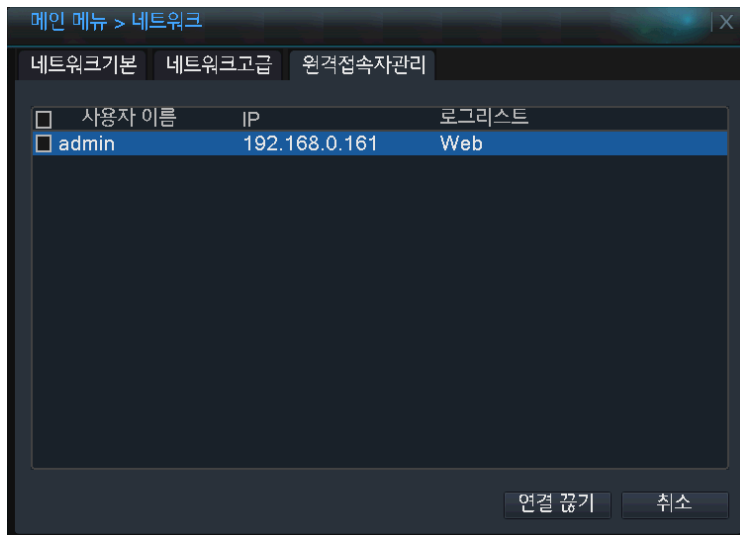 메인 메뉴 > 네트워크 X
네트워크기본 네트워크고급 원격접속자관리
사용자 이름 IP 로그리스트
admin 192.168.0.161 Web
연결 끊기 취소